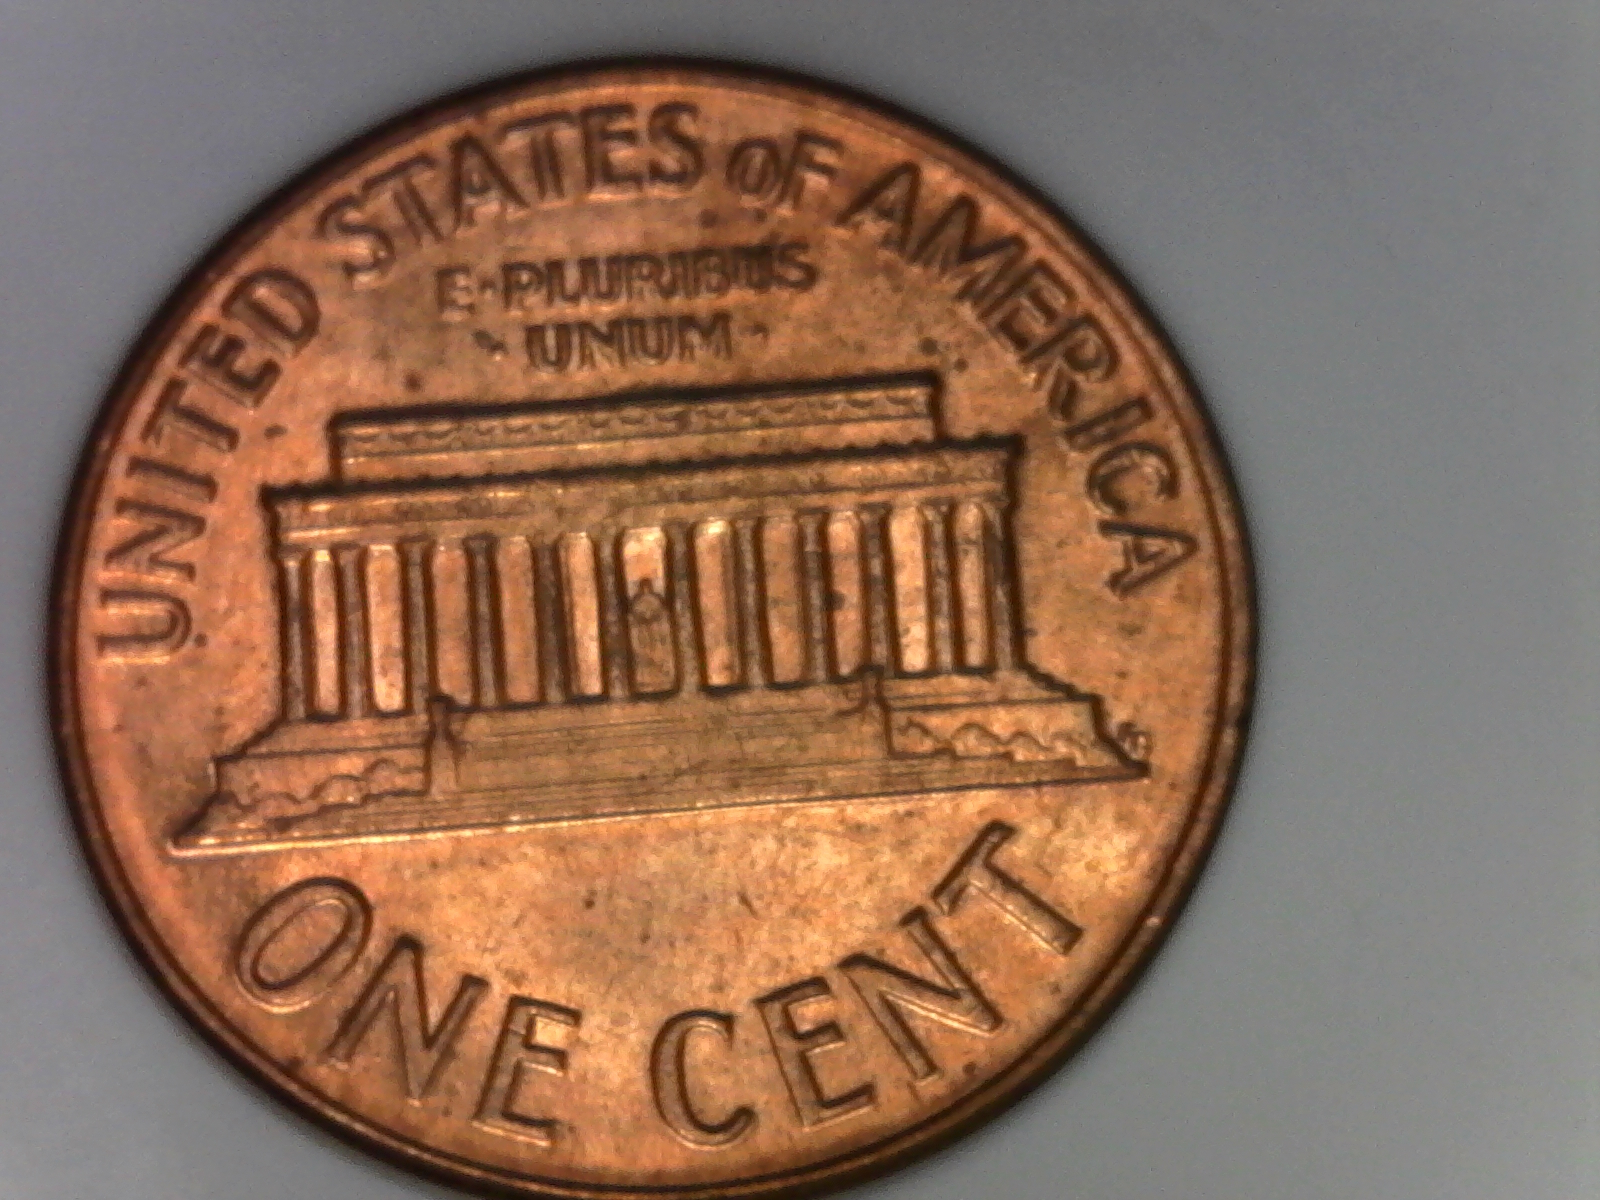 UNITED STATES OF AMERICA
E·PLURIBUS
·UNUM·
ONE CENT